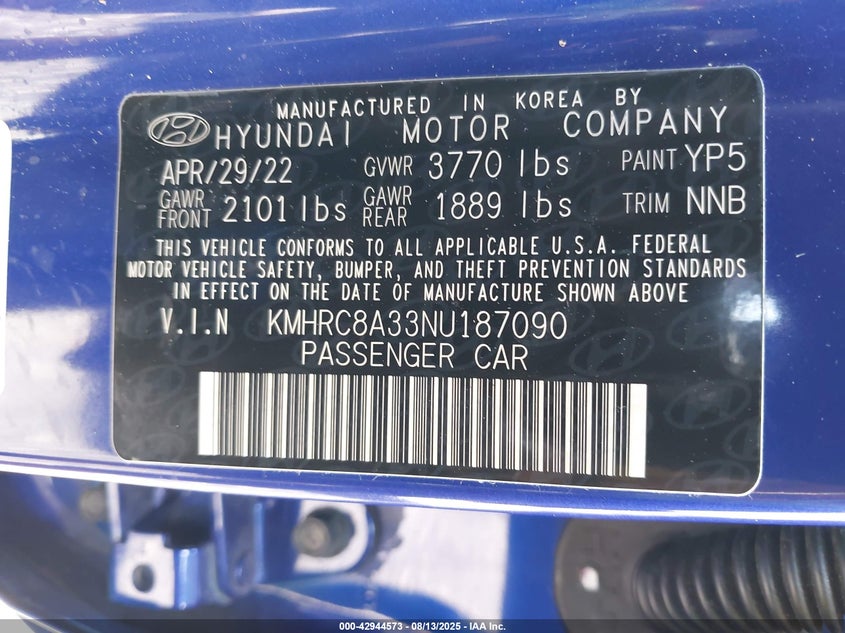 MANUFACTURED IN KOREA BY
HYUNDAI MOTOR COMPANY
APR/29/22 GVWR 3770 lbs PAINT YP5
GAWR FRONT 2101 lbs GAWR REAR 1889 lbs TRIM NNB
THIS VEHICLE CONFORMS TO ALL APPLICABLE U.S.A. FEDERAL
MOTOR VEHICLE SAFETY, BUMPER, AND THEFT PREVENTION STANDARDS
IN EFFECT ON THE DATE OF MANUFACTURE SHOWN ABOVE
V.I.N KMHRC8A33NU187090
PASSENGER CAR
000-42944573 - 08/13/2025 - IAA Inc.